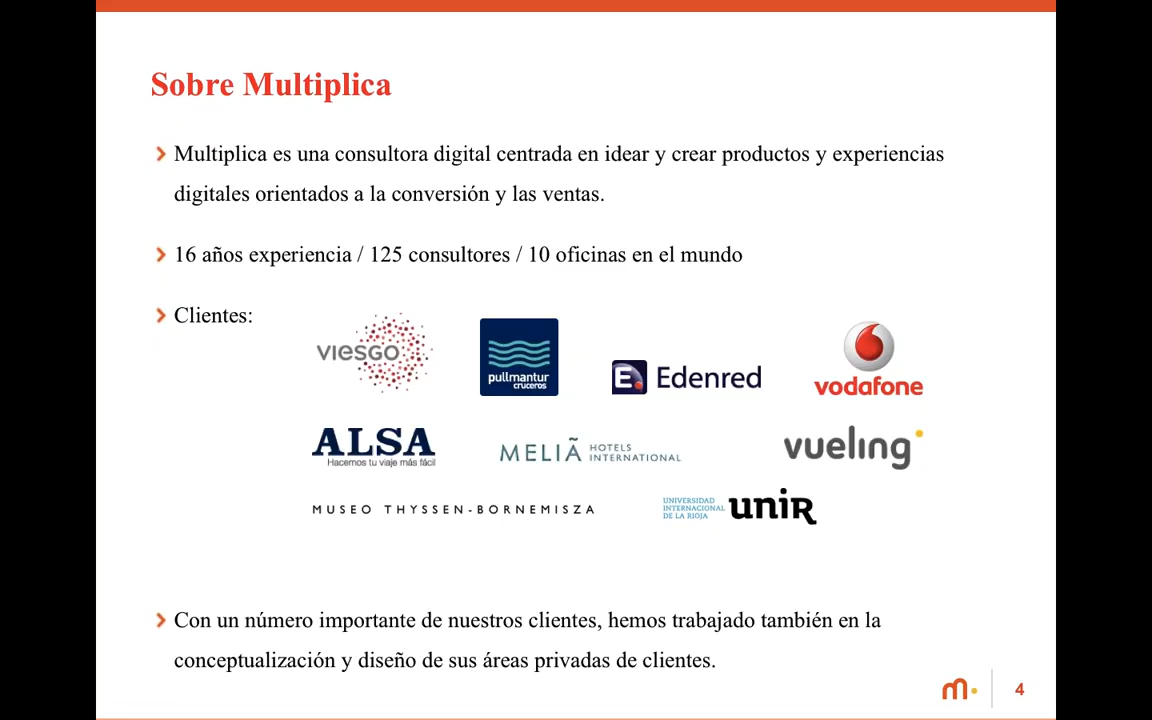 Sobre Multiplica
Multiplica es una consultora digital centrada en idear y crear productos y experiencias
digitales orientados a la conversión y las ventas.
16 años experiencia / 125 consultores / 10 oficinas en el mundo
Clientes:
viesgo
pullmantur
cruceros
E. Edenred
vodafone
ALSA
Hacemos tu viaje más fácil
MELIÃ HOTELS
INTERNATIONAL
vueling
MUSEO THYSSEN-BORNEMISZA
UNIVERSIDAD
INTERNACIONAL
DE LA RIOJA
uniR
Con un número importante de nuestros clientes, hemos trabajado también en la
conceptualización y diseño de sus áreas privadas de clientes.
m. 4